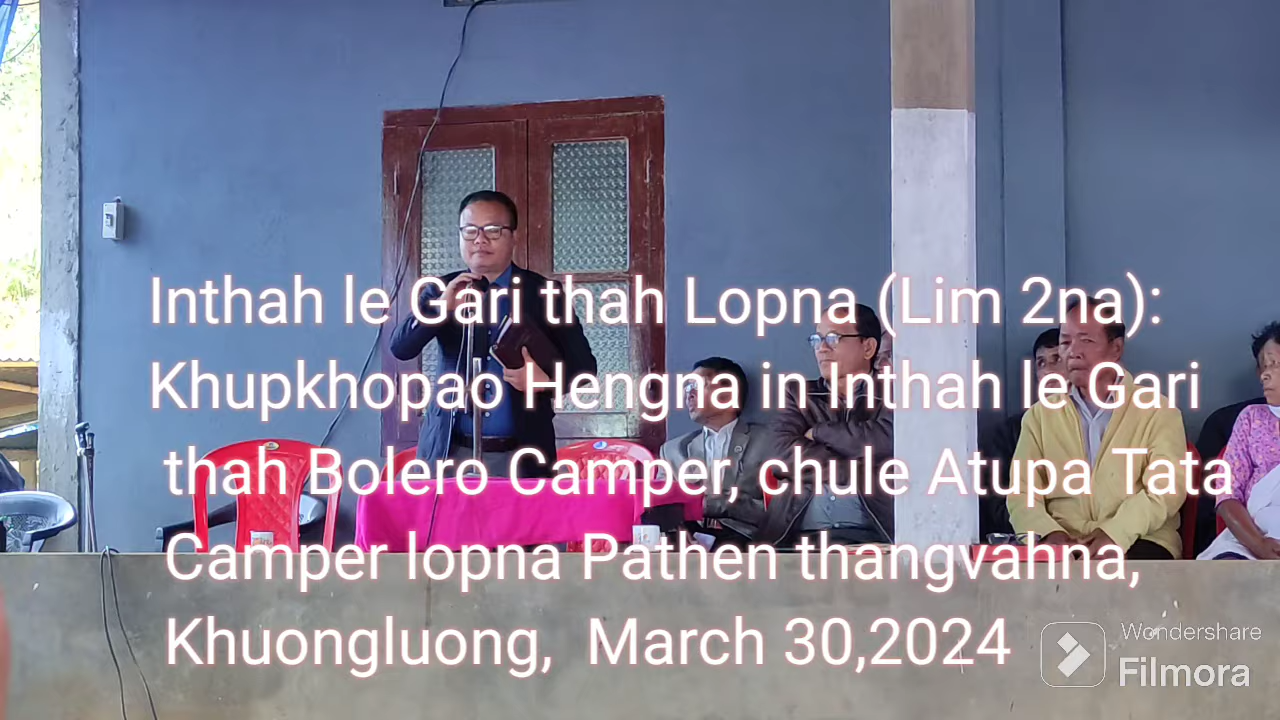 Inthah le Gari thah Lopna (Lim 2na):
Khupkhopao Hengna in Inthah le Gari
thah Bolero Camper, chule Atupa Tata
Camper lopna Pathen thangvahna,
Khuongluong, March 30,2024
Wondershare
Filmora